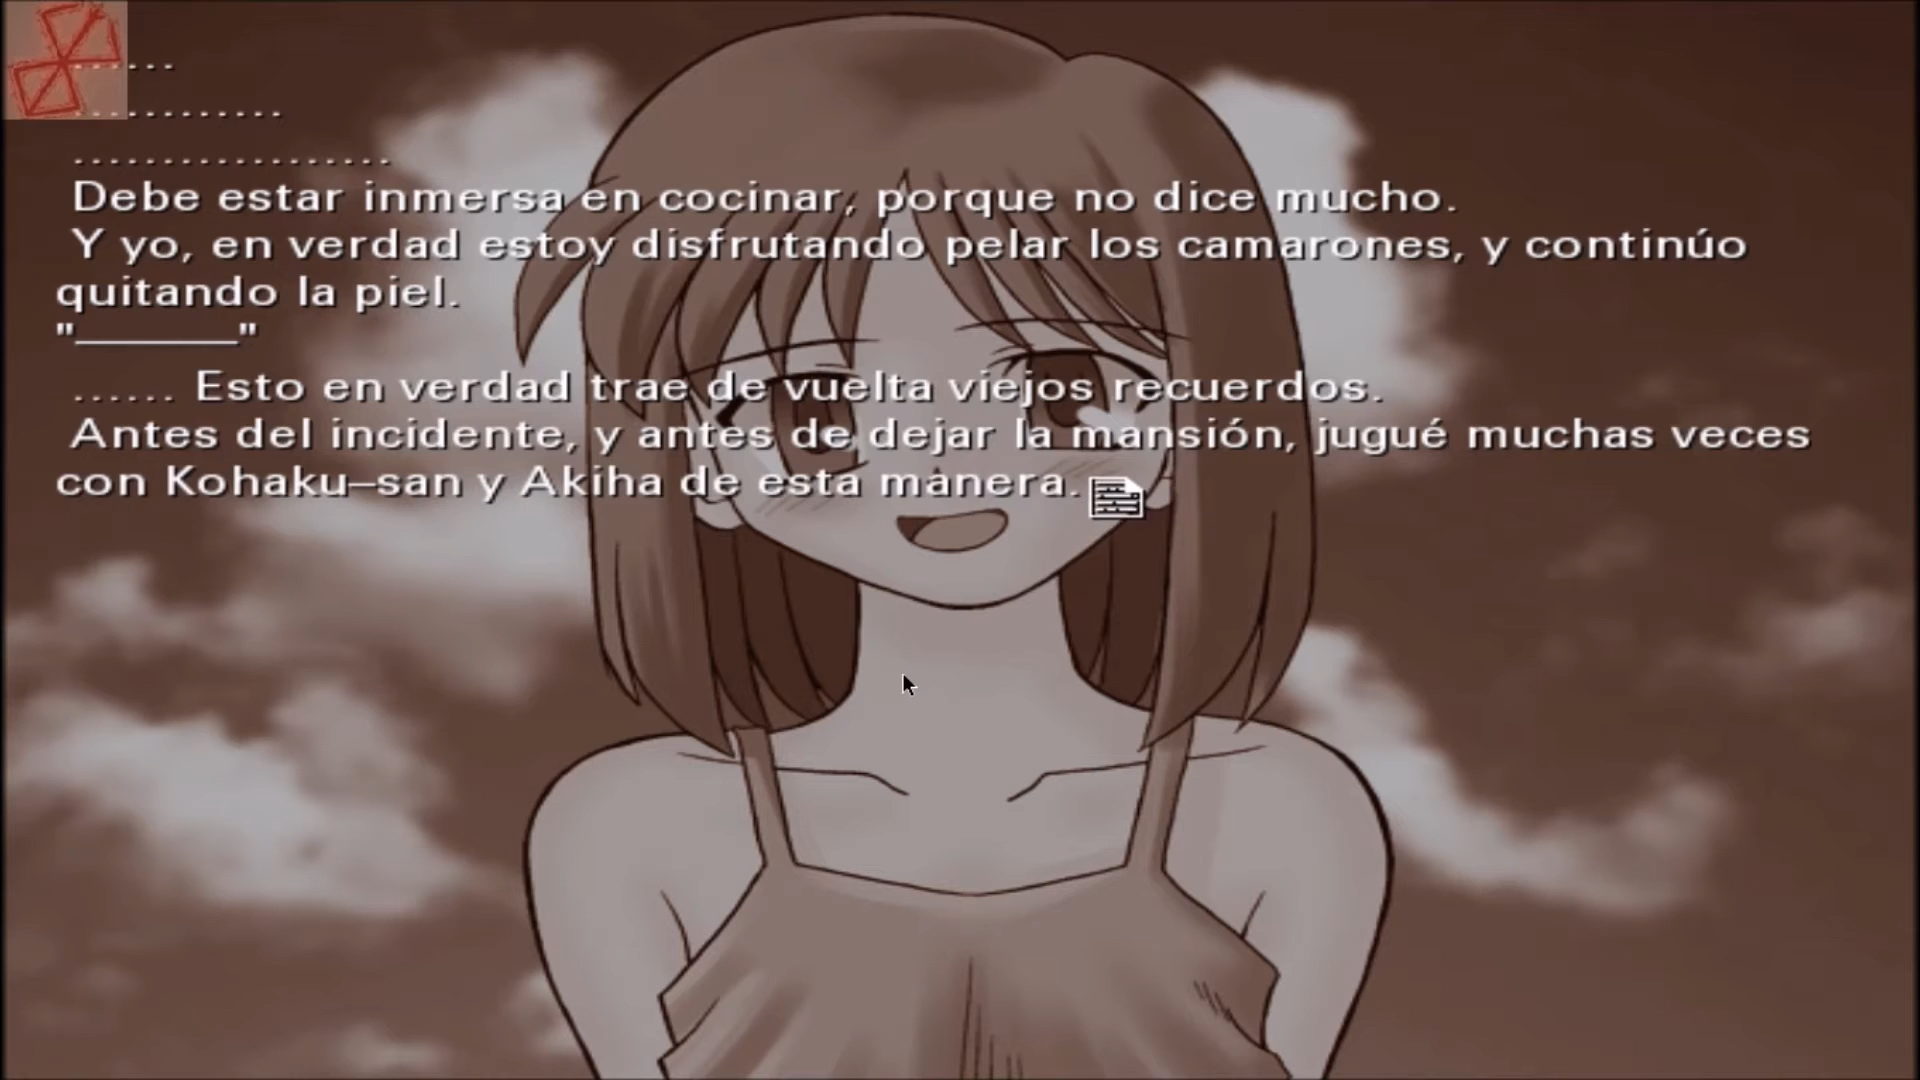 ......
............
..................
Debe estar inmersa en cocinar, porque no dice mucho.
Y yo, en verdad estoy disfrutando pelar los camarones, y continúo
quitando la piel.
"________"
...... Esto en verdad trae de vuelta viejos recuerdos.
Antes del incidente, y antes de dejar la mansión, jugué muchas veces
con Kohaku–san y Akiha de esta manera.